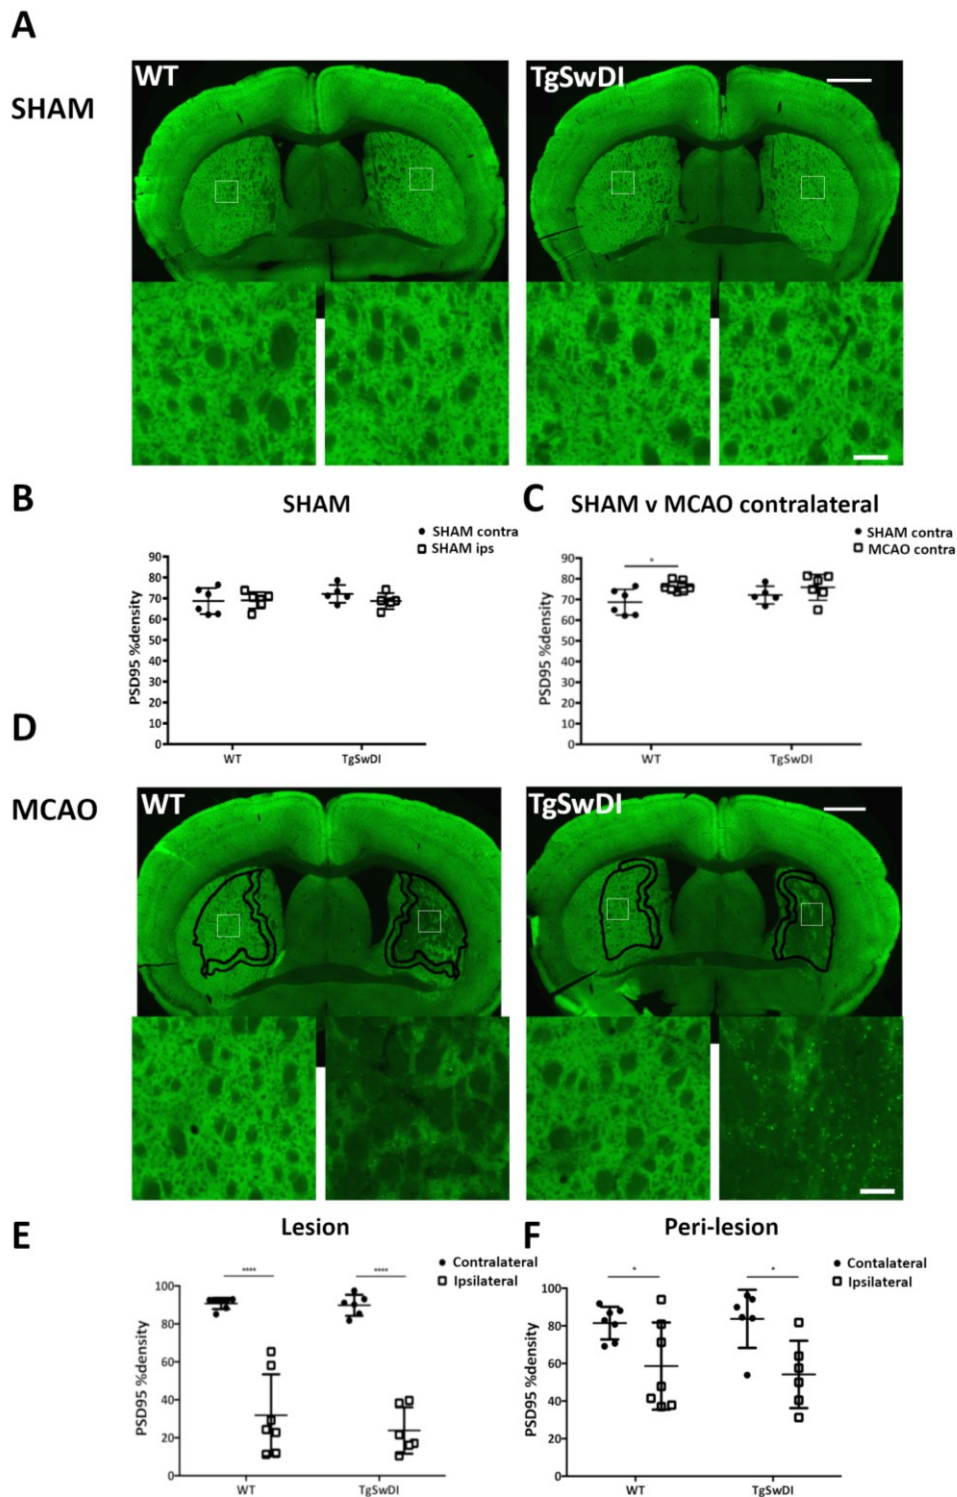 A
SHAM
WT
TgSwDI
B
SHAM
SHAM contra
SHAM ips
PSD95 %density
90
80
70
60
50
40
30
20
10
0
WT
TgSwDI
C
SHAM v MCAO contralateral
SHAM contra
MCAO contra
*
PSD95 %density
90
80
70
60
50
40
30
20
10
0
WT
TgSwDI
D
MCAO
WT
TgSwDI
E
Lesion
Contralateral
Ipsilateral
**** ****
PSD95 %density
100
80
60
40
20
0
WT
TgSwDI
F
Peri-lesion
Contalateral
Ipsilateral
* *
PSD95 %density
100
80
60
40
20
0
WT
TgSwDI